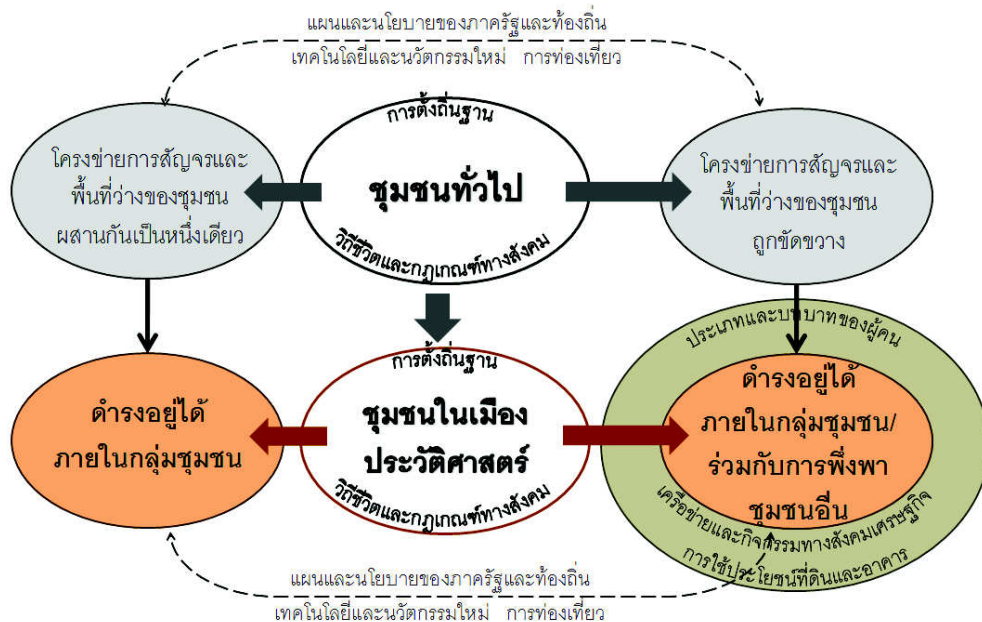 แผนและนโยบายของภาครัฐและท้องถิ่น
เทคโนโลยีและนวัตกรรมใหม่ การท่องเที่ยว
โครงข่ายการสัญจรและ
พื้นที่ว่างของชุมชน
ผสานกันเป็นหนึ่งเดียว
การตั้งถิ่นฐาน
ชุมชนทั่วไป
วิถีชีวิตและกฎเกณฑ์ทางสังคม
โครงข่ายการสัญจรและ
พื้นที่ว่างของชุมชน
ถูกขัดขวาง
ดำรงอยู่ได้
ภายในกลุ่มชุมชน
การตั้งถิ่นฐาน
ชุมชนในเมือง
ประวัติศาสตร์
วิถีชีวิตและกฎเกณฑ์ทางสังคม
ประเภทและบทบาทของผู้คน
ดำรงอยู่ได้
ภายในกลุ่มชุมชน/
ร่วมกับการพึ่งพา
ชุมชนอื่น
เครือข่ายและกิจกรรมทางสังคมเศรษฐกิจ
การใช้ประโยชน์ที่ดินและอาคาร
แผนและนโยบายของภาครัฐและท้องถิ่น
เทคโนโลยีและนวัตกรรมใหม่ การท่องเที่ยว